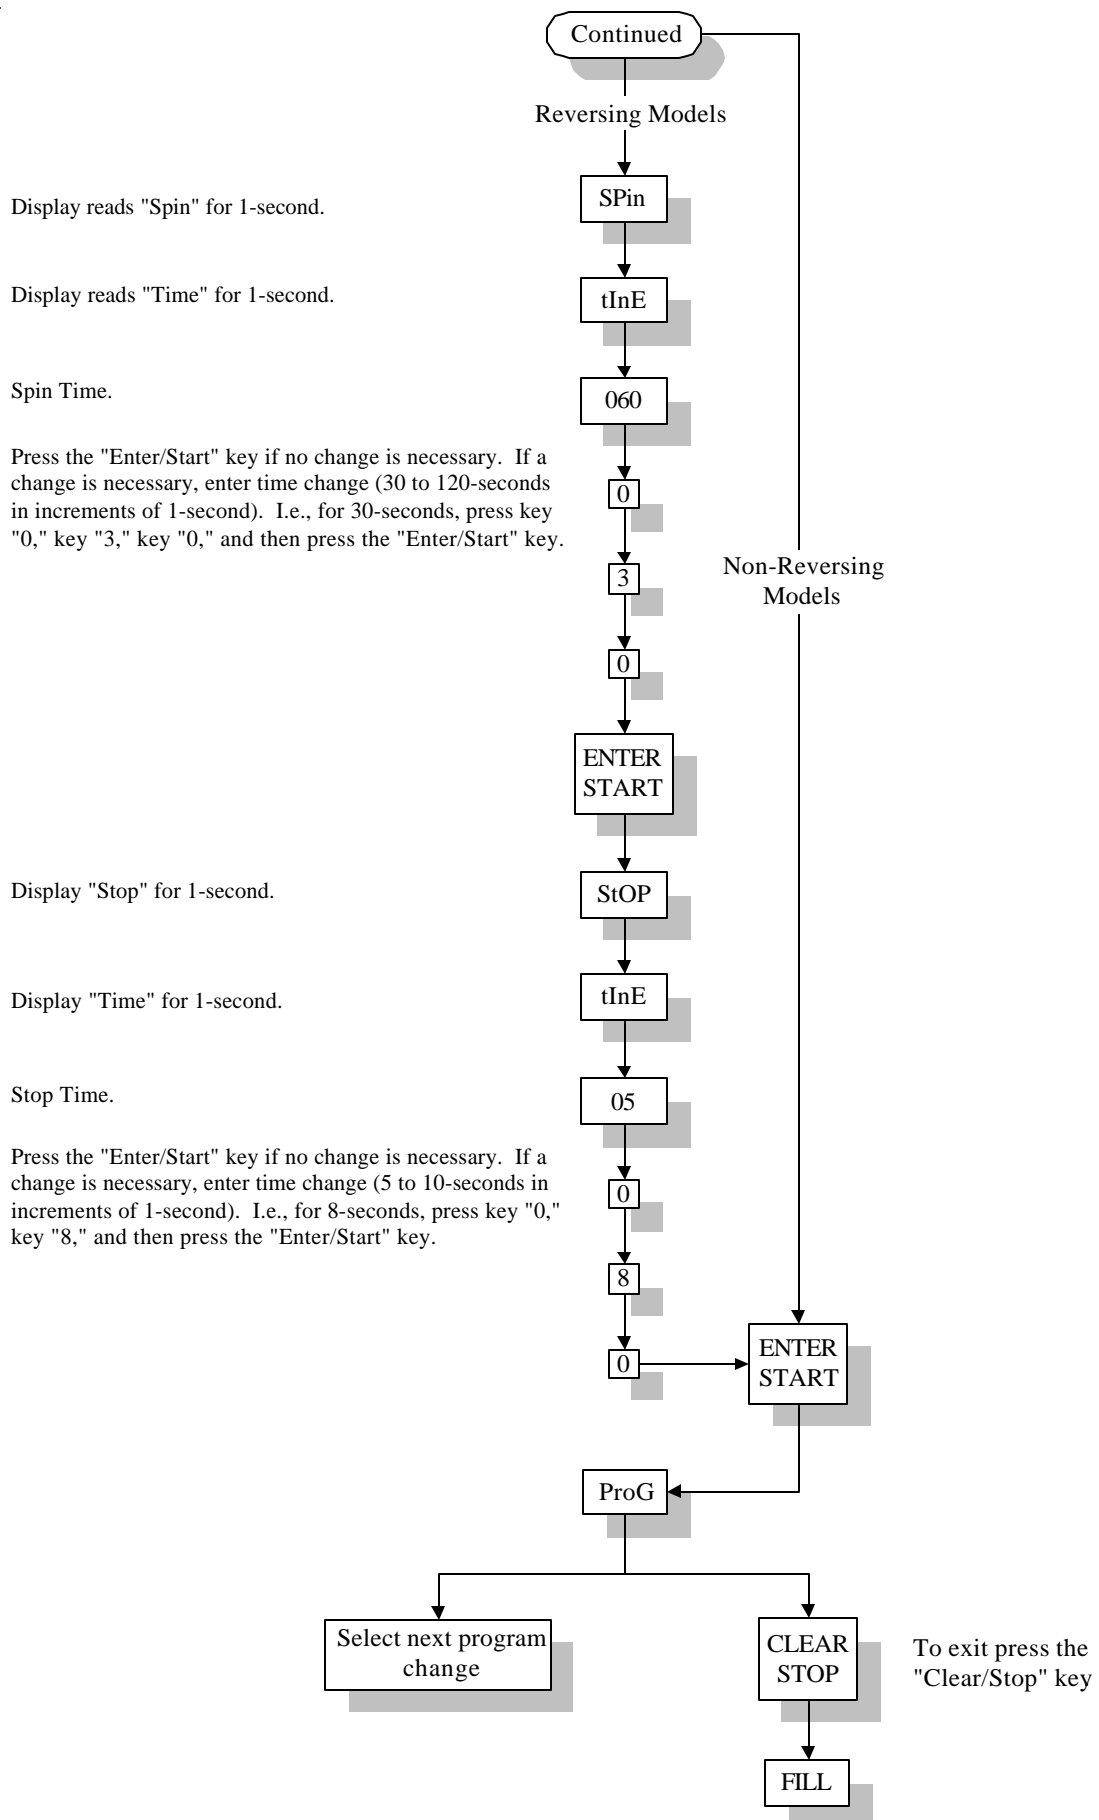 Continued
Reversing Models
Display reads "Spin" for 1-second.
SPin
Display reads "Time" for 1-second.
tInE
Spin Time.
060
Press the "Enter/Start" key if no change is necessary.  If a
change is necessary, enter time change (30 to 120-seconds
in increments of 1-second).  I.e., for 30-seconds, press key
"0," key "3," key "0," and then press the "Enter/Start" key.
0
3
0
Non-Reversing
Models
ENTER
START
Display "Stop" for 1-second.
StOP
Display "Time" for 1-second.
tInE
Stop Time.
05
Press the "Enter/Start" key if no change is necessary.  If a
change is necessary, enter time change (5 to 10-seconds in
increments of 1-second).  I.e., for 8-seconds, press key "0,"
key "8," and then press the "Enter/Start" key.
0
8
0
ENTER
START
ProG
Select next program
change
CLEAR
STOP
To exit press the
"Clear/Stop" key
FILL